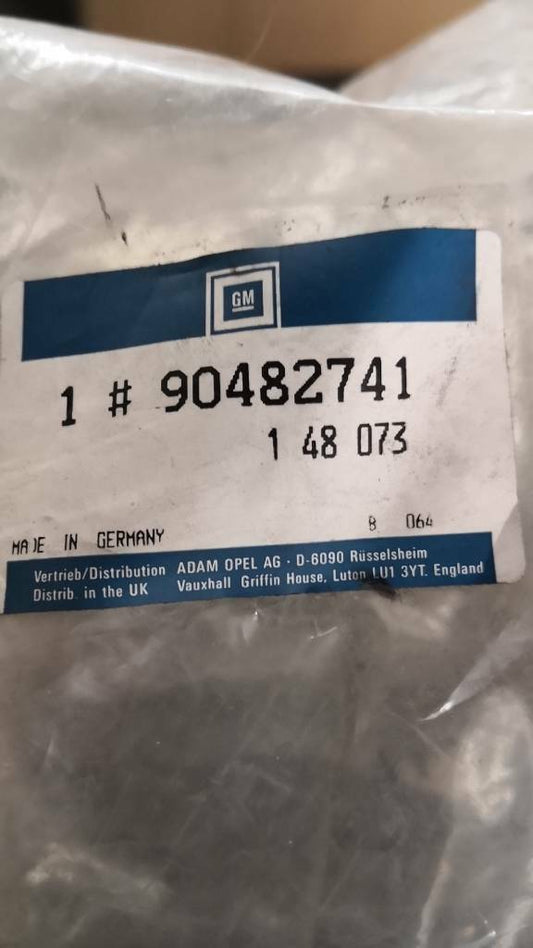 GM
1 # 90482741
1 48 073
B 064
MADE IN GERMANY
Vertrieb/Distribution ADAM OPEL AG · D-6090 Rüsselsheim
Distrib. in the UK Vauxhall Griffin House, Luton LU1 3YT. England